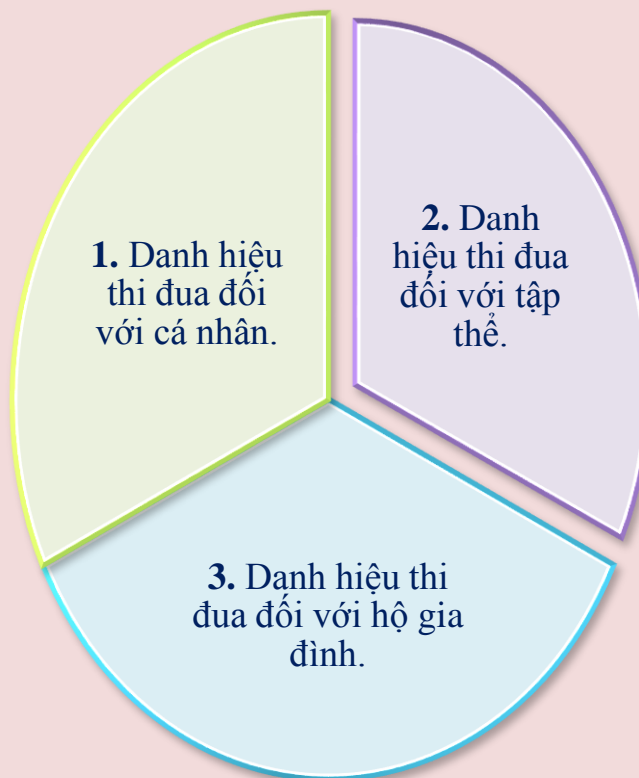 1. Danh hiệu
thi đua đối
với cá nhân.
2. Danh
hiệu thi đua
đối với tập
thể.
3. Danh hiệu thi
đua đối với hộ gia
đình.